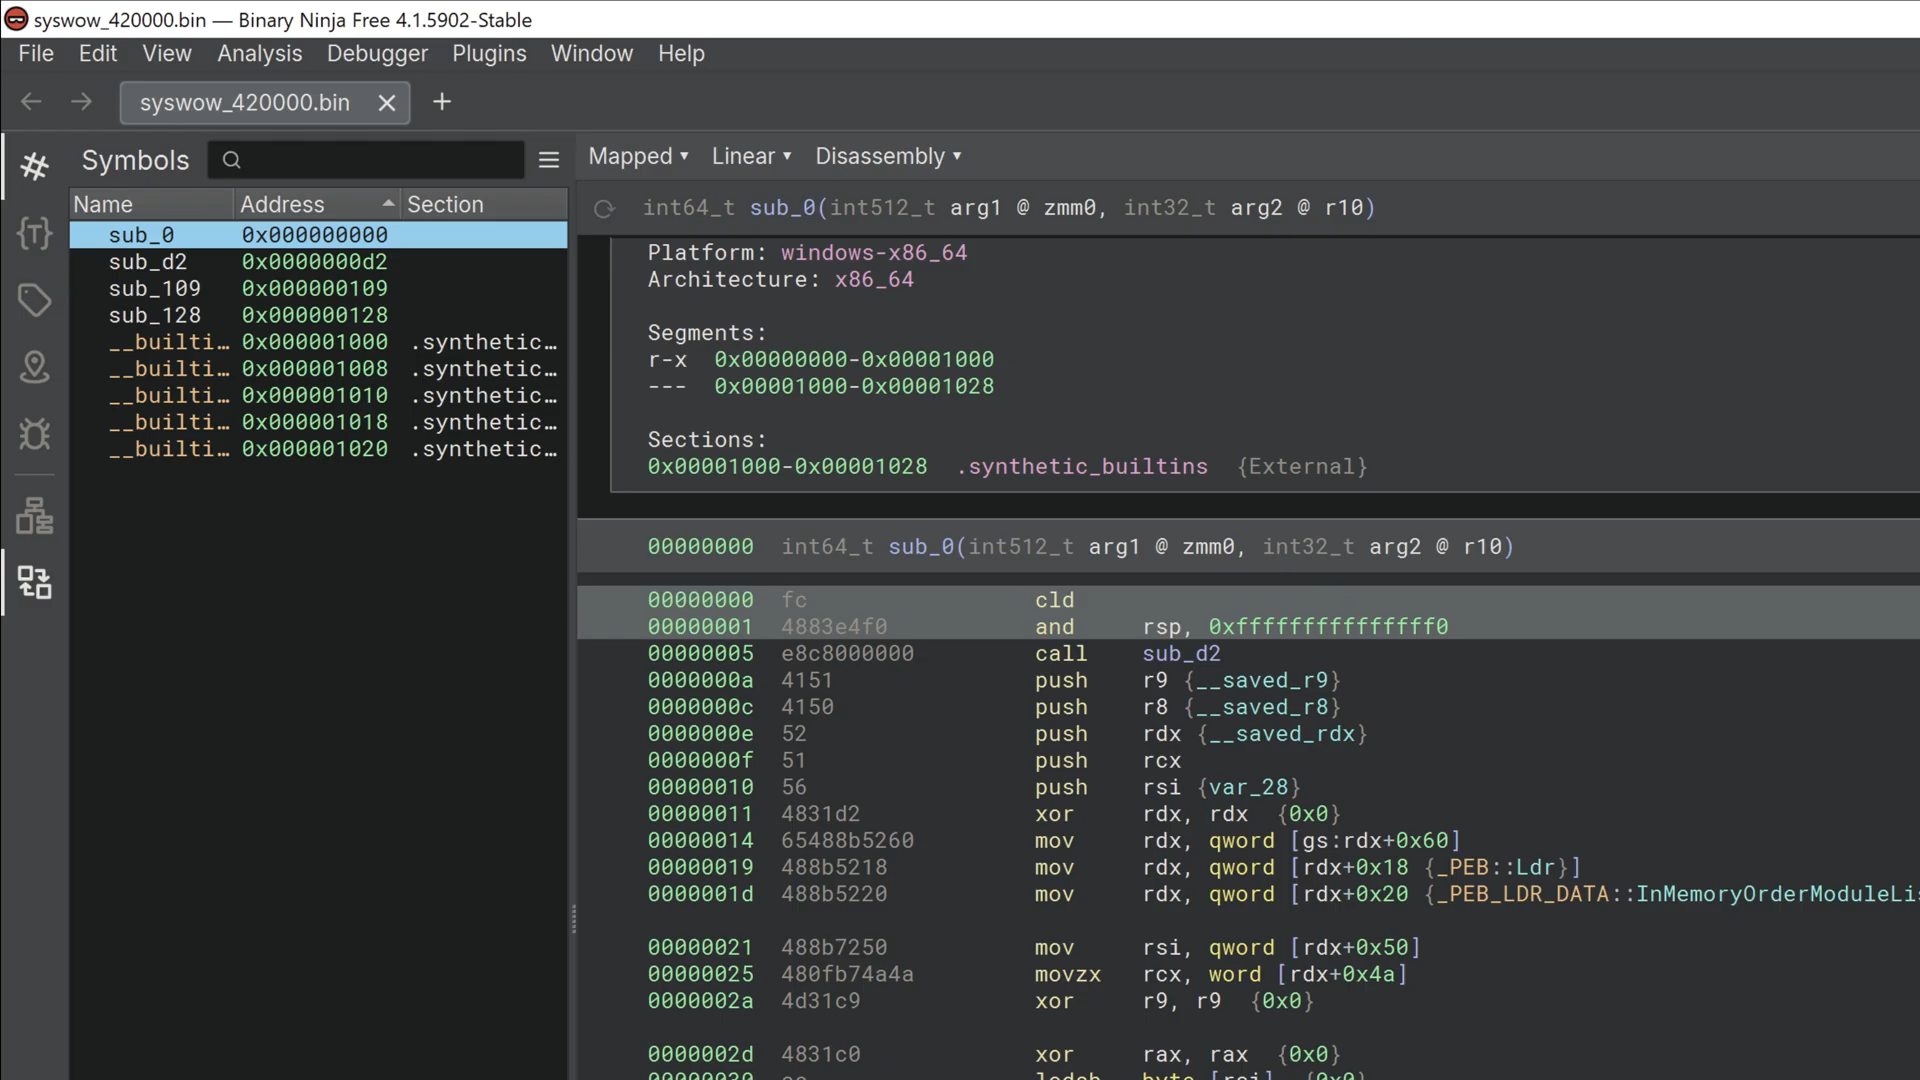 syswow_420000.bin — Binary Ninja Free 4.1.5902-Stable
File Edit View Analysis Debugger Plugins Window Help
syswow_420000.bin
Symbols
Mapped Linear Disassembly
Name Address Section
int64_t sub_0(int512_t arg1 @ zmm0, int32_t arg2 @ r10)
sub_0 0x000000000
sub_d2 0x0000000d2
sub_109 0x000000109
sub_128 0x000000128
__builti… 0x000001000 .synthetic…
__builti… 0x000001008 .synthetic…
__builti… 0x000001010 .synthetic…
__builti… 0x000001018 .synthetic…
__builti… 0x000001020 .synthetic…
Platform: windows-x86_64
Architecture: x86_64
Segments:
r-x 0x00000000-0x00001000
--- 0x00001000-0x00001028
Sections:
0x00001000-0x00001028 .synthetic_builtins {External}
00000000 int64_t sub_0(int512_t arg1 @ zmm0, int32_t arg2 @ r10)
00000000 fc cld
00000001 4883e4f0 and rsp, 0xfffffffffffffff0
00000005 e8c8000000 call sub_d2
0000000a 4151 push r9 {__saved_r9}
0000000c 4150 push r8 {__saved_r8}
0000000e 52 push rdx {__saved_rdx}
0000000f 51 push rcx
00000010 56 push rsi {var_28}
00000011 4831d2 xor rdx, rdx {0x0}
00000014 65488b5260 mov rdx, qword [gs:rdx+0x60]
00000019 488b5218 mov rdx, qword [rdx+0x18 {_PEB::Ldr}]
0000001d 488b5220 mov rdx, qword [rdx+0x20 {_PEB_LDR_DATA::InMemoryOrderModuleLis
00000021 488b7250 mov rsi, qword [rdx+0x50]
00000025 480fb74a4a movzx rcx, word [rdx+0x4a]
0000002a 4d31c9 xor r9, r9 {0x0}
0000002d 4831c0 xor rax, rax {0x0}
00000030 ac lodsb byte [rsi] {0x0}